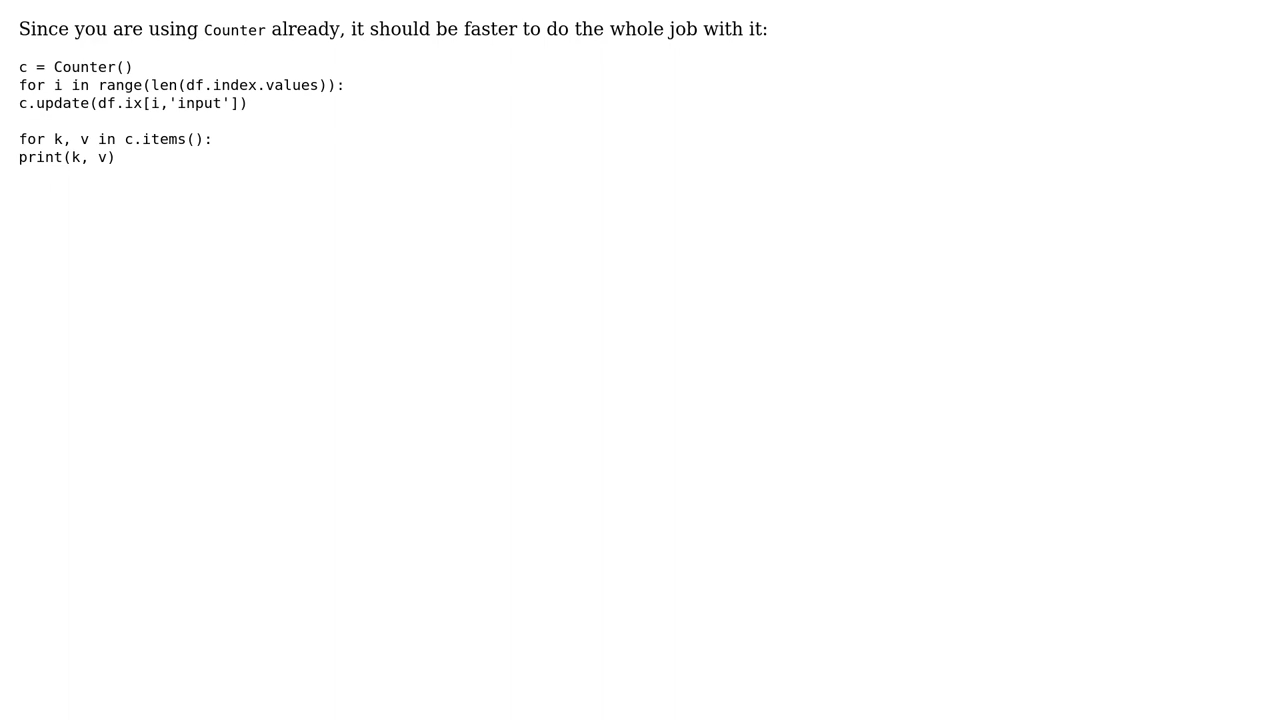 Since you are using Counter already, it should be faster to do the whole job with it:
c = Counter()
for i in range(len(df.index.values)):
c.update(df.ix[i,'input'])
for k, v in c.items():
print(k, v)